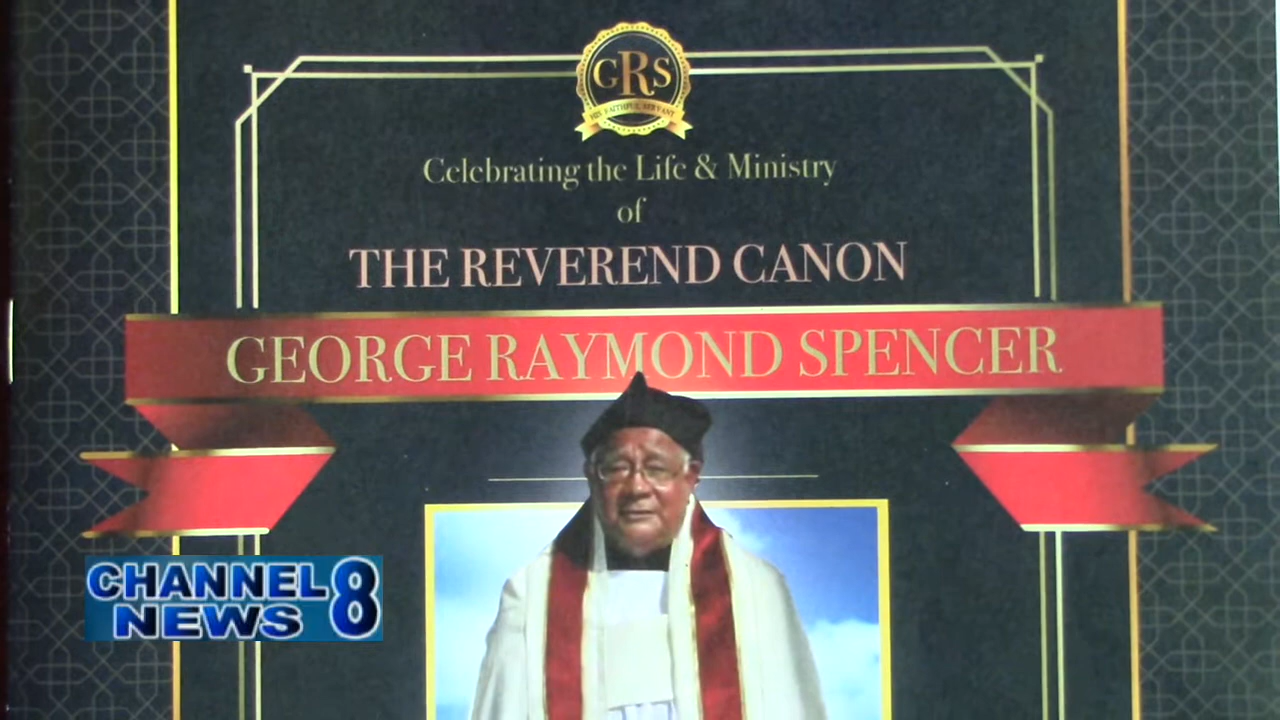 GRS
HIS FAITHFUL SERVANT
Celebrating the Life & Ministry
of
THE REVEREND CANON
GEORGE RAYMOND SPENCER
CHANNEL 8
NEWS